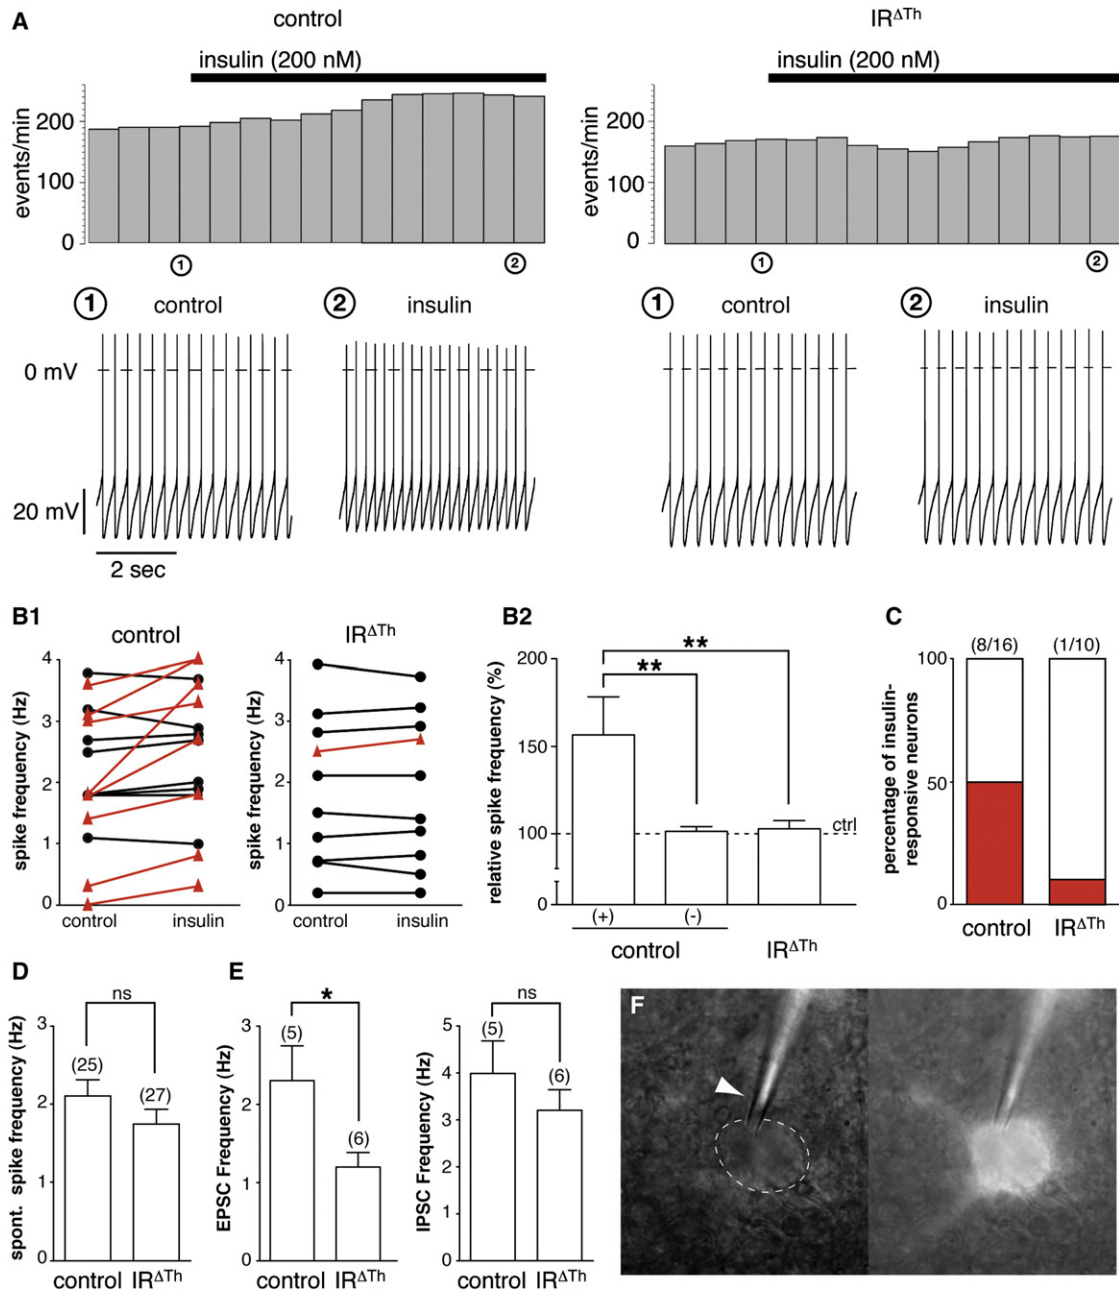 A
control
IR^ΔTh
insulin (200 nM)
insulin (200 nM)
events/min
200
100
0
① ②
events/min
200
100
0
① ②
① control
② insulin
① control
② insulin
0 mV
20 mV
2 sec
B1
control
IR^ΔTh
spike frequency (Hz)
4
3
2
1
0
control insulin
spike frequency (Hz)
4
3
2
1
0
control insulin
B2
relative spike frequency (%)
200
150
100
0
**
**
ctrl
(+) (-)
control IR^ΔTh
C
percentage of insulin-
responsive neurons
(8/16) (1/10)
100
50
0
control IR^ΔTh
D
spont. spike frequency (Hz)
3
2
1
0
ns
(25)
(27)
control IR^ΔTh
E
EPSC Frequency (Hz)
3
2
1
0
*
(5)
(6)
control IR^ΔTh
IPSC Frequency (Hz)
5
4
3
2
1
0
ns
(5)
(6)
control IR^ΔTh
F